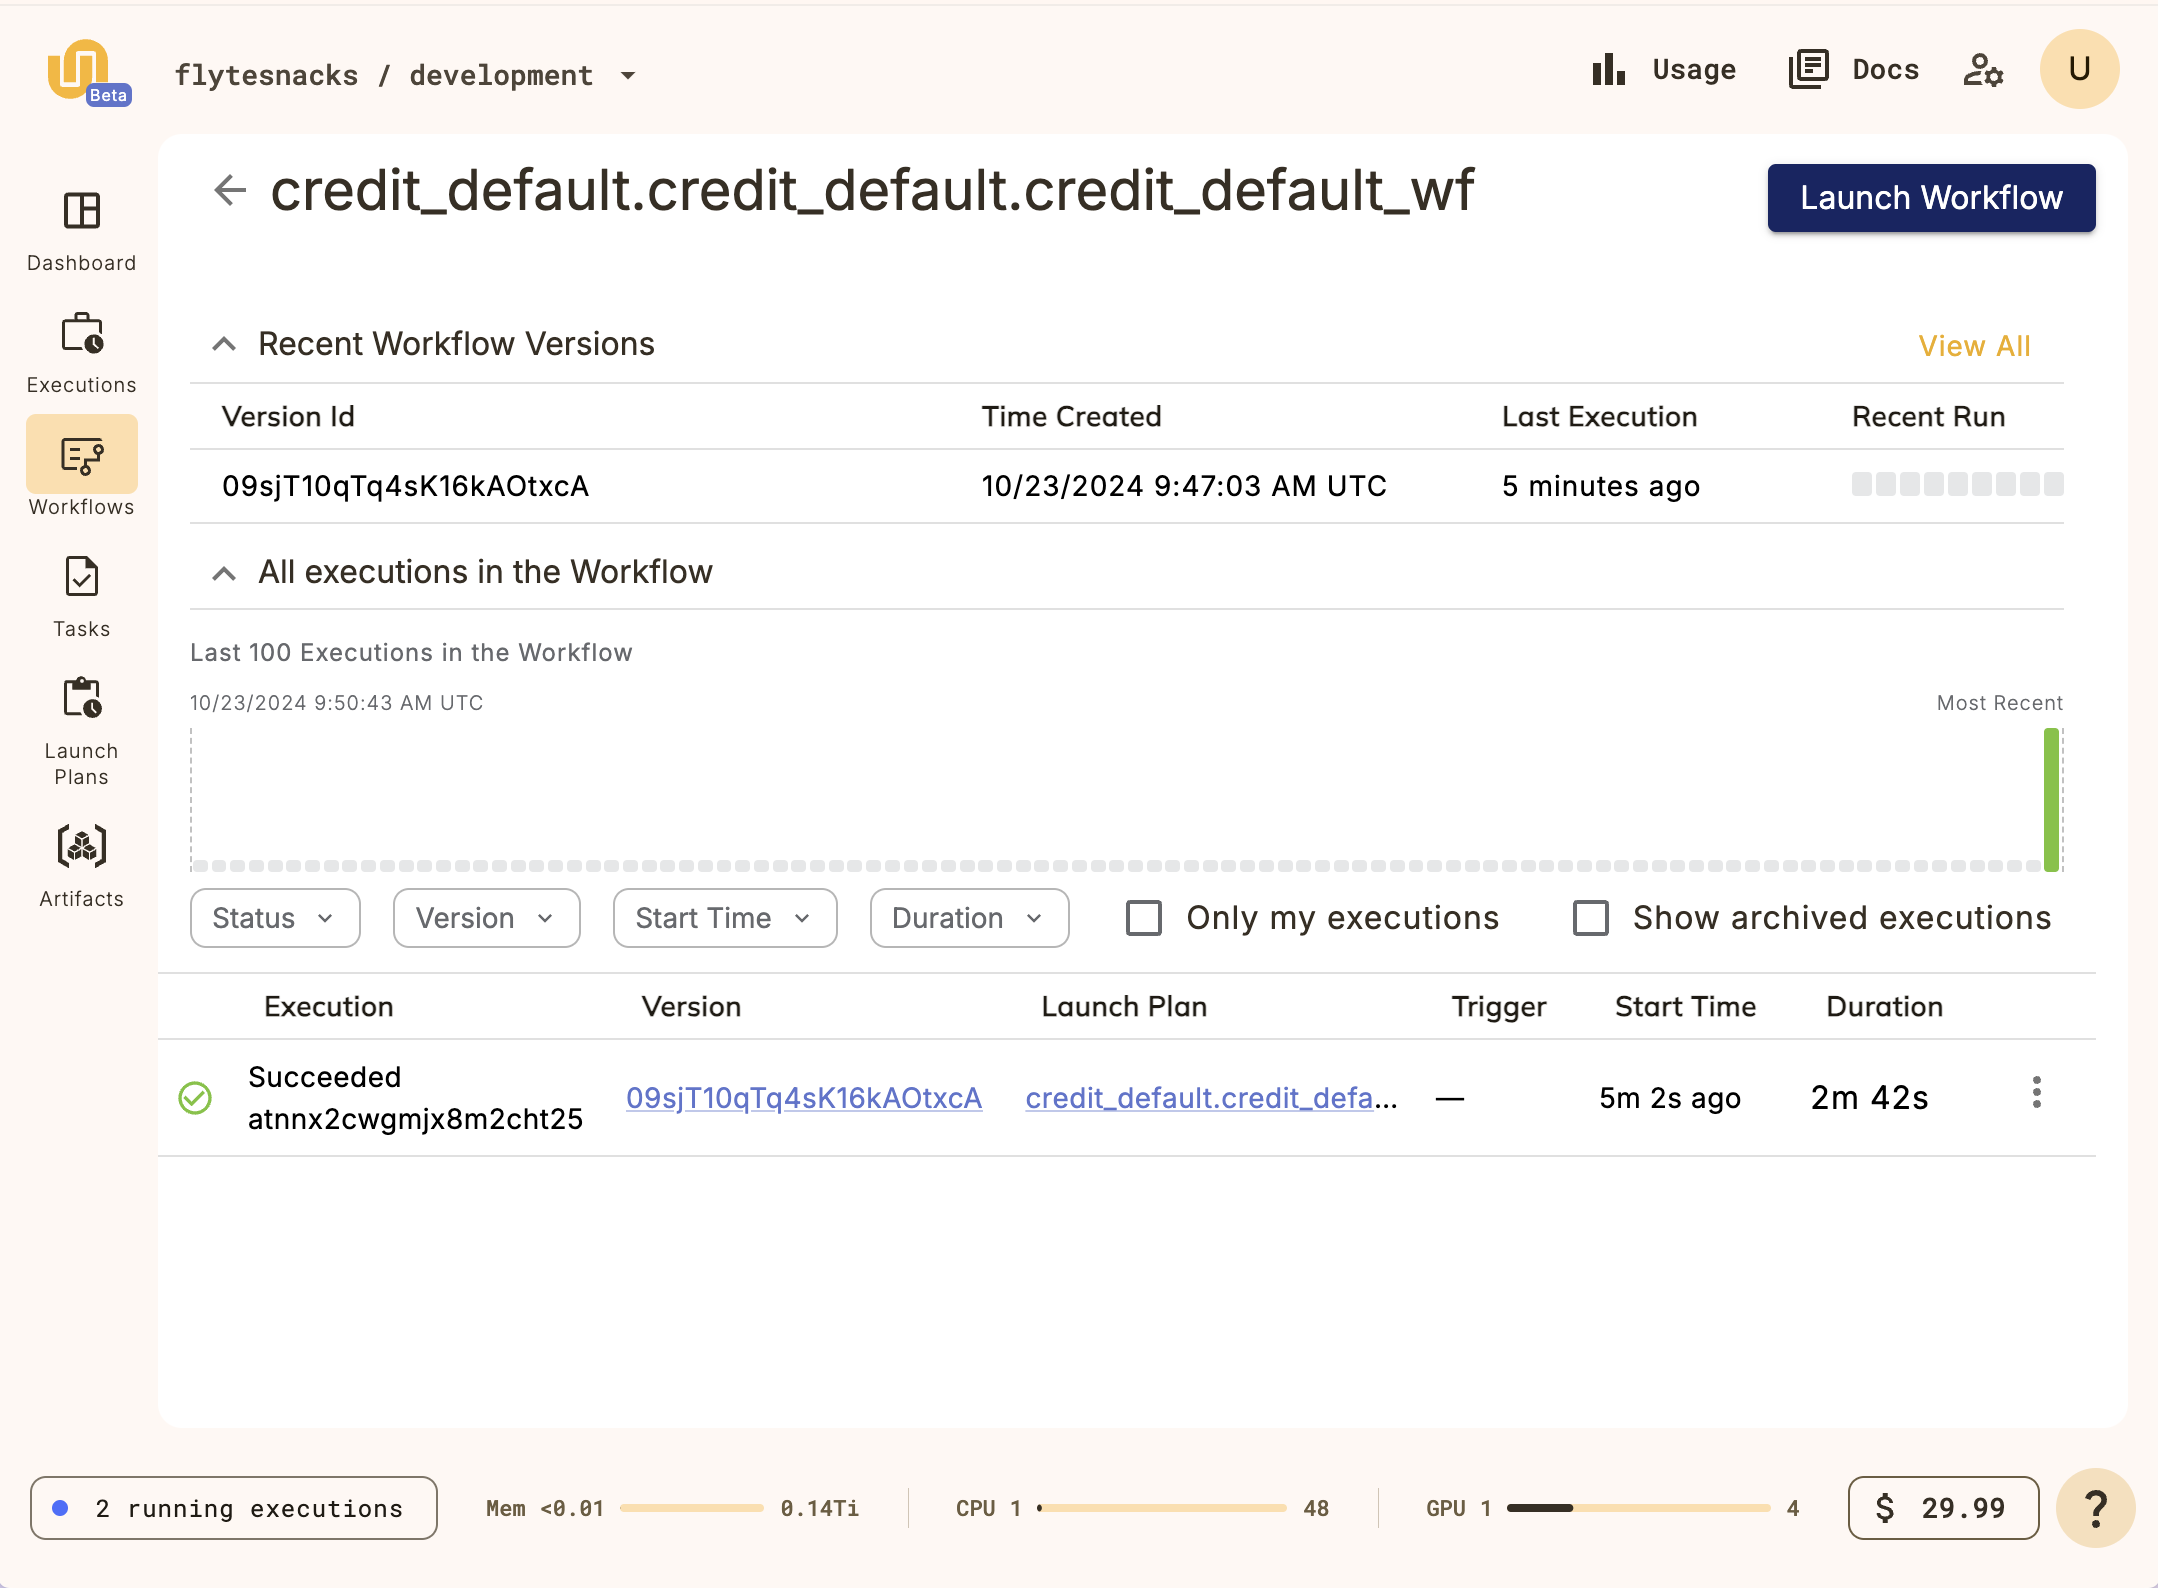 Beta
flytesnacks / development
Usage
Docs
U
Dashboard
Executions
Workflows
Tasks
Launch
Plans
Artifacts
credit_default.credit_default.credit_default_wf
Launch Workflow
Recent Workflow Versions
View All
Version Id Time Created Last Execution Recent Run
09sjT10qTq4sK16kAOtxcA 10/23/2024 9:47:03 AM UTC 5 minutes ago
All executions in the Workflow
Last 100 Executions in the Workflow
10/23/2024 9:50:43 AM UTC Most Recent
Status Version Start Time Duration Only my executions Show archived executions
Execution Version Launch Plan Trigger Start Time Duration
Succeeded
atnnx2cwgmjx8m2cht25 09sjT10qTq4sK16kAOtxcA credit_default.credit_defa... — 5m 2s ago 2m 42s
2 running executions Mem <0.01 0.14Ti CPU 1 48 GPU 1 4 $ 29.99 ?